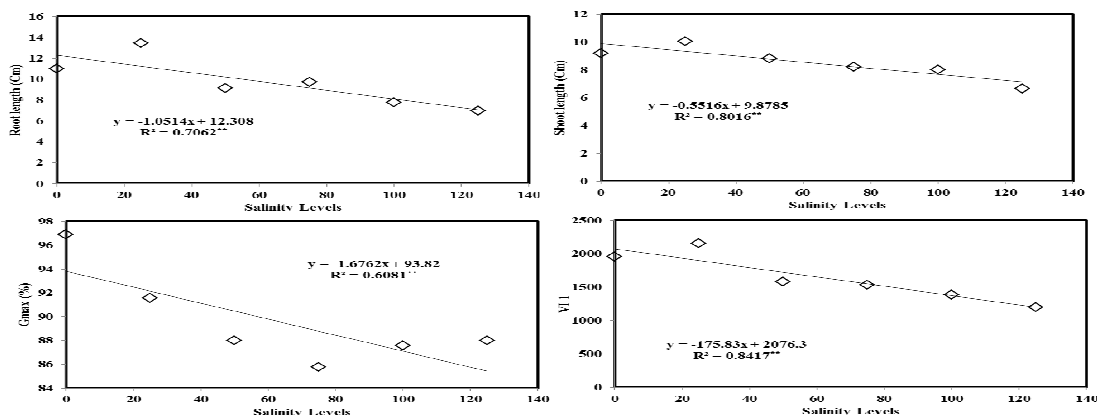 16
14
12
10
8
6
4
2
0
Root length (Cm)
y = -1.0514x + 12.308
R² = 0.7062**
0 20 40 60 80 100 120 140
Salinity Levels
12
10
8
6
4
2
0
Shoot length (Cm)
y = -0.5516x + 9.8785
R² = 0.8016**
0 20 40 60 80 100 120 140
Salinity Levels
98
96
94
92
90
88
86
84
Gmax (%)
y = -1.6762x + 93.82
R² = 0.6081**
0 20 40 60 80 100 120 140
Salinity Levels
2500
2000
1500
1000
500
0
VI 1
y = -175.83x + 2076.3
R² = 0.8417**
0 20 40 60 80 100 120 140
Salinity Levels